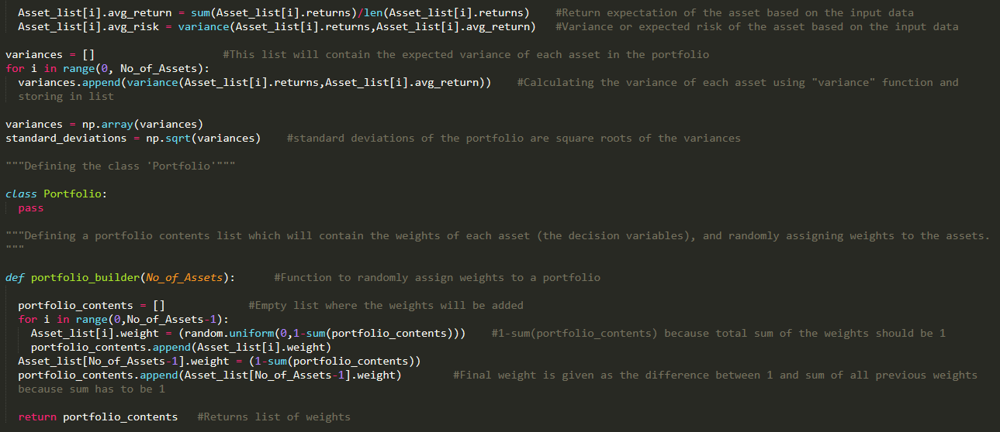 Asset_list[i].avg_return = sum(Asset_list[i].returns)/len(Asset_list[i].returns)    #Return expectation of the asset based on the input data
Asset_list[i].avg_risk = variance(Asset_list[i].returns,Asset_list[i].avg_return)   #Variance or expected risk of the asset based on the input data
variances = []                    #This list will contain the expected variance of each asset in the portfolio
for i in range(0, No_of_Assets):
  variances.append(variance(Asset_list[i].returns,Asset_list[i].avg_return))    #Calculating the variance of each asset using "variance" function and
  storing in list
variances = np.array(variances)
standard_deviations = np.sqrt(variances)    #standard deviations of the portfolio are square roots of the variances
"""Defining the class 'Portfolio'"""
class Portfolio:
  pass
"""Defining a portfolio contents list which will contain the weights of each asset (the decision variables), and randomly assigning weights to the assets.
"""
def portfolio_builder(No_of_Assets):      #Function to randomly assign weights to a portfolio
  portfolio_contents = []             #Empty list where the weights will be added
  for i in range(0,No_of_Assets-1):
    Asset_list[i].weight = (random.uniform(0,1-sum(portfolio_contents)))    #1-sum(portfolio_contents) because total sum of the weights should be 1
    portfolio_contents.append(Asset_list[i].weight)
  Asset_list[No_of_Assets-1].weight = (1-sum(portfolio_contents))
  portfolio_contents.append(Asset_list[No_of_Assets-1].weight)        #Final weight is given as the difference between 1 and sum of all previous weights
  because sum has to be 1
  return portfolio_contents   #Returns list of weights